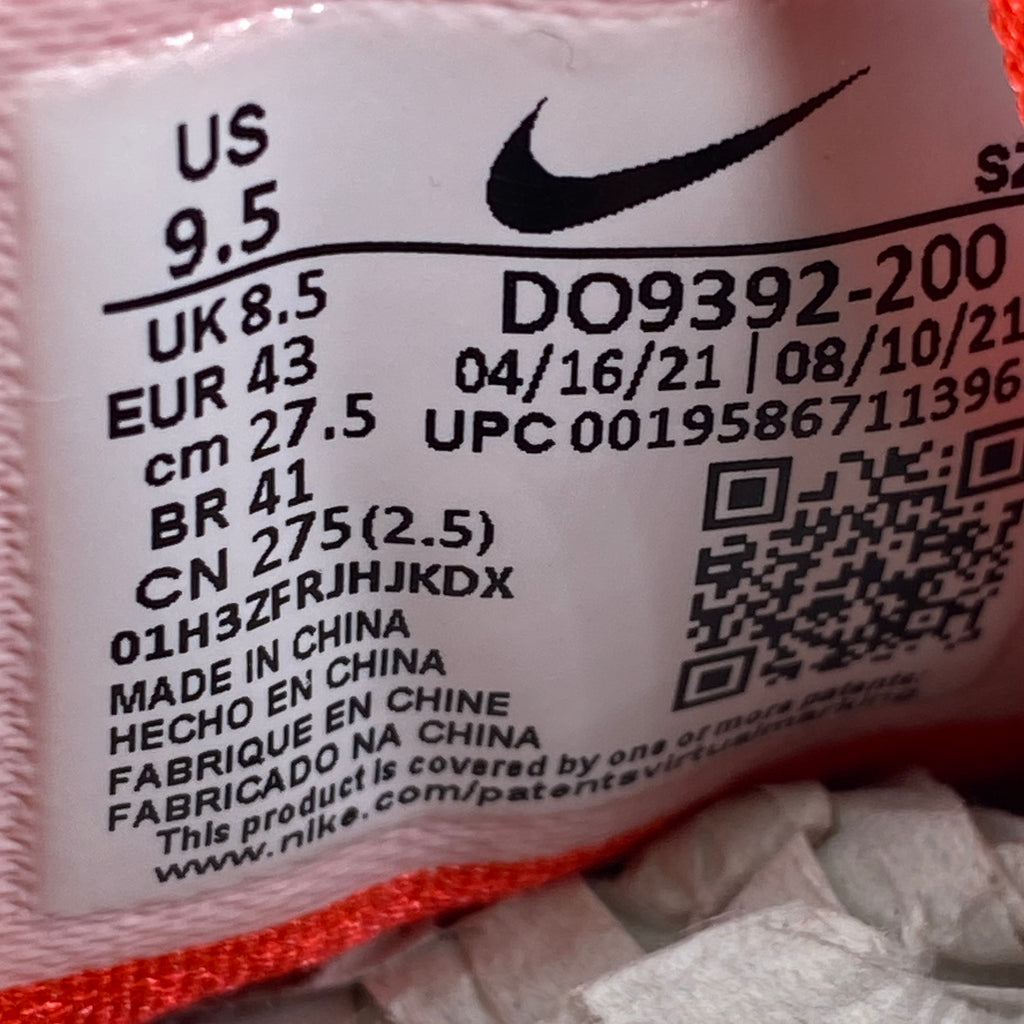 US
9.5
SZ
UK 8.5
EUR 43
cm 27.5
BR 41
CN 275(2.5)
01H3ZFRJHJKDX
MADE IN CHINA
HECHO EN CHINA
FABRIQUE EN CHINE
FABRICADO NA CHINA
This product is covered by one or more patents.
www.nike.com/patentsvirtualmarking
DO9392-200
04/16/21 | 08/10/21
UPC 0019586711396